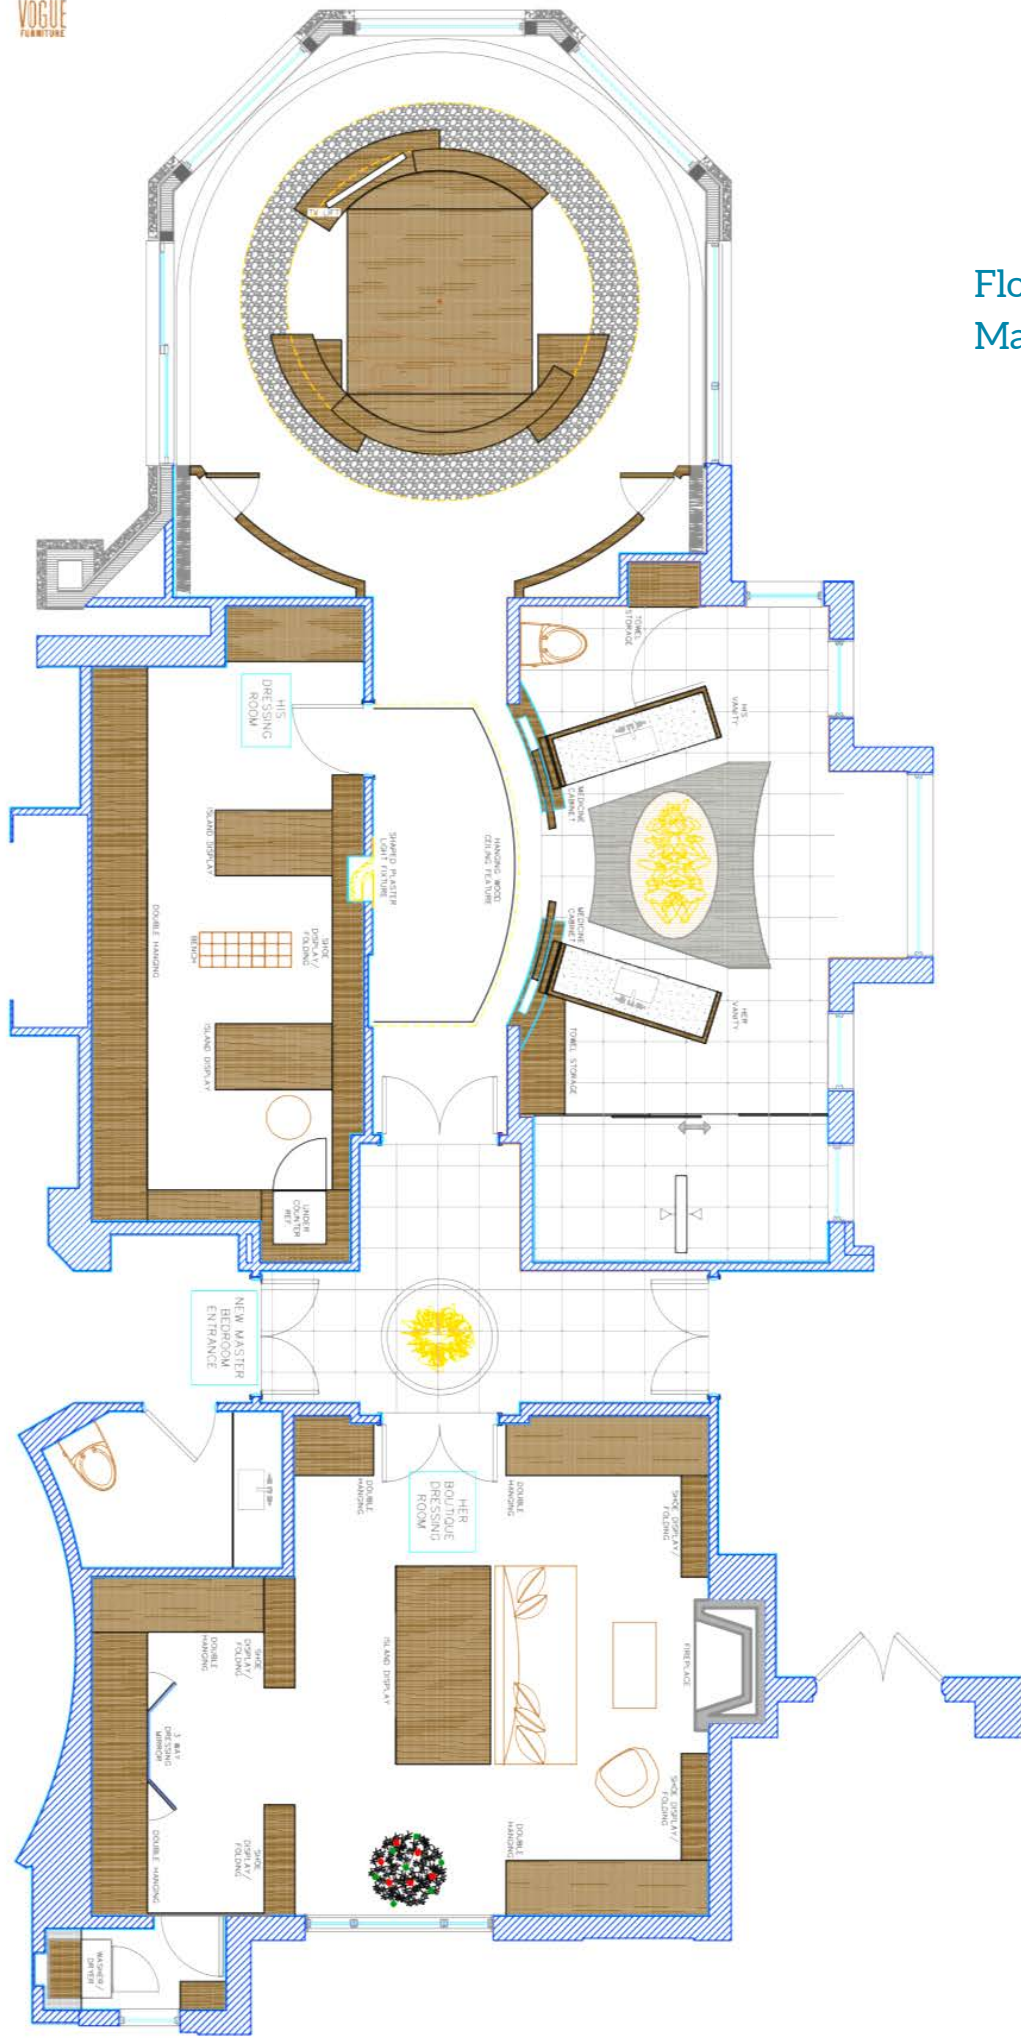 VOGUE
FURNITURE
Flo
Ma
TV LIFT
TOWEL
STORAGE
HIS
VANITY
HIS
DRESSING
ROOM
MEDICINE
CABINET
ISLAND DISPLAY
SHAPED PLASTER
LIGHT FIXTURE
HANGING WOOD
CEILING FEATURE
DOUBLE HANGING
BENCH
SHOE
DISPLAY/
FOLDING
MEDICINE
CABINET
HER
VANITY
ISLAND DISPLAY
TOWEL STORAGE
UNDER
COUNTER
REF.
NEW MASTER
BEDROOM
ENTRANCE
DOUBLE
HANGING
HER
BOUTIQUE
DRESSING
ROOM
DOUBLE
HANGING
SHOE DISPLAY/
FOLDING
DOUBLE
HANGING
SHOE
DISPLAY/
FOLDING
ISLAND DISPLAY
FIREPLACE
3 WAY
DRESSING
MIRROR
DOUBLE HANGING
SHOE
DISPLAY/
FOLDING
DOUBLE
HANGING
SHOE DISPLAY/
FOLDING
WASHER/
DRYER